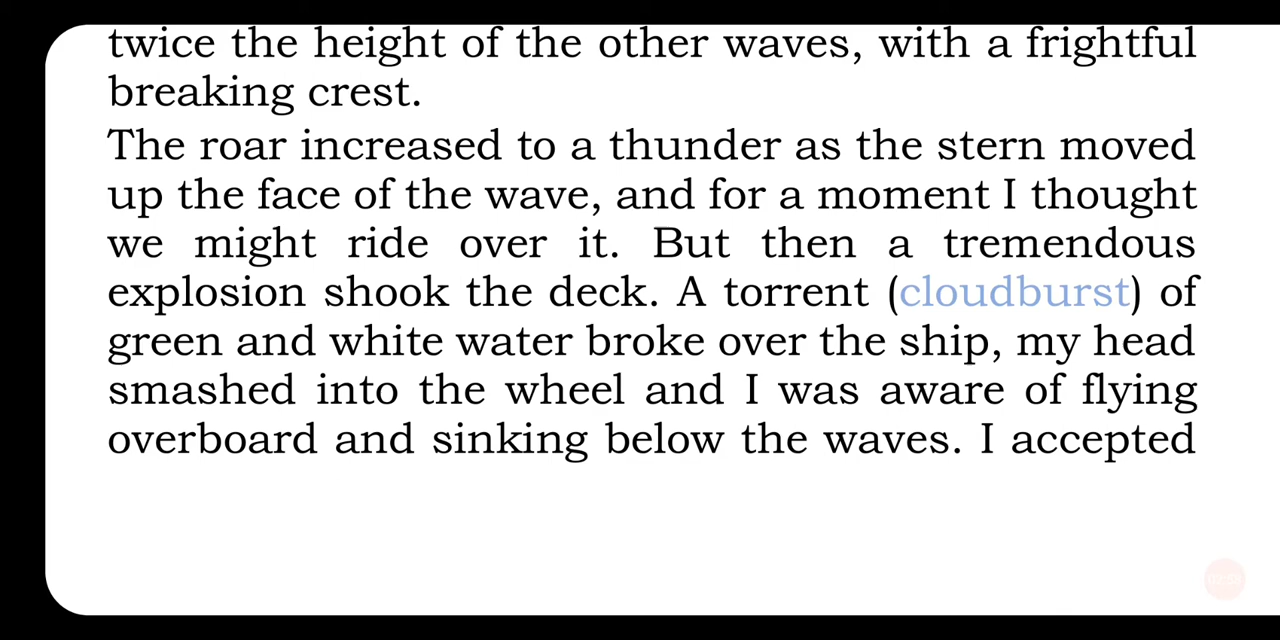 twice the height of the other waves, with a frightful
breaking crest.
The roar increased to a thunder as the stern moved
up the face of the wave, and for a moment I thought
we might ride over it. But then a tremendous
explosion shook the deck. A torrent (cloudburst) of
green and white water broke over the ship, my head
smashed into the wheel and I was aware of flying
overboard and sinking below the waves. I accepted